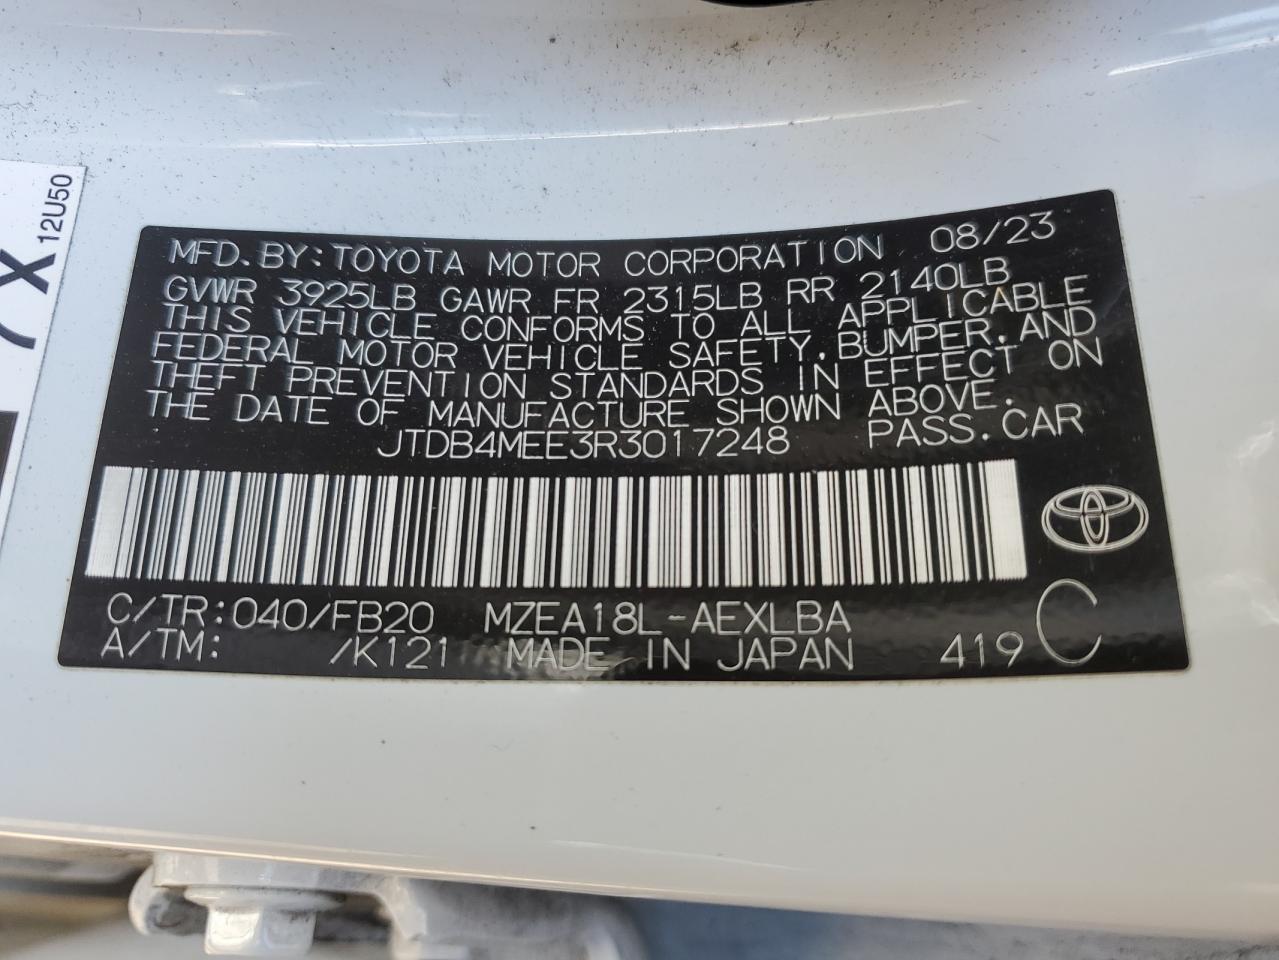 7X
12U50
MFD.BY:TOYOTA MOTOR CORPORATION 08/23
GVWR 3925LB GAWR FR 2315LB RR 2140LB
THIS VEHICLE CONFORMS TO ALL APPLICABLE
FEDERAL MOTOR VEHICLE SAFETY,BUMPER,AND
THEFT PREVENTION STANDARDS IN EFFECT ON
THE DATE OF MANUFACTURE SHOWN ABOVE.
JTDB4MEE3R3017248 PASS.CAR
C/TR:040/FB20 MZEA18L-AEXLBA
A/TM: /K121 MADE IN JAPAN 419 C